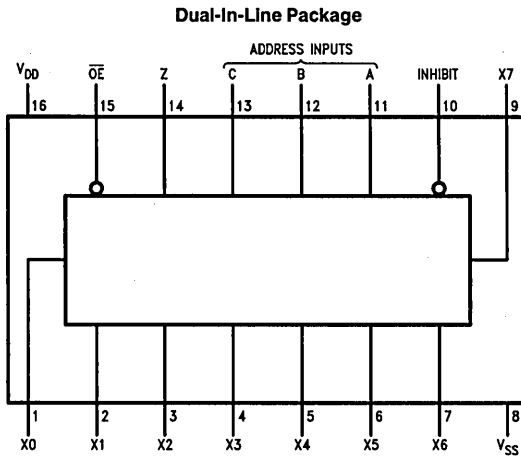 Dual-In-Line Package
ADDRESS INPUTS
VDD OE Z C B A INHIBIT X7
16 15 14 13 12 11 10 9
1 2 3 4 5 6 7 8
X0 X1 X2 X3 X4 X5 X6 VSS